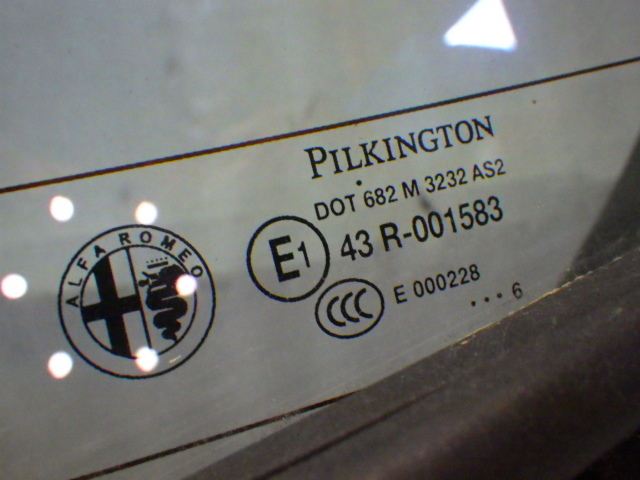 PILKINGTON
DOT 682 M 3232 AS2
E1 43 R-001583
CCC E 000228
... 6
ALFA ROMEO